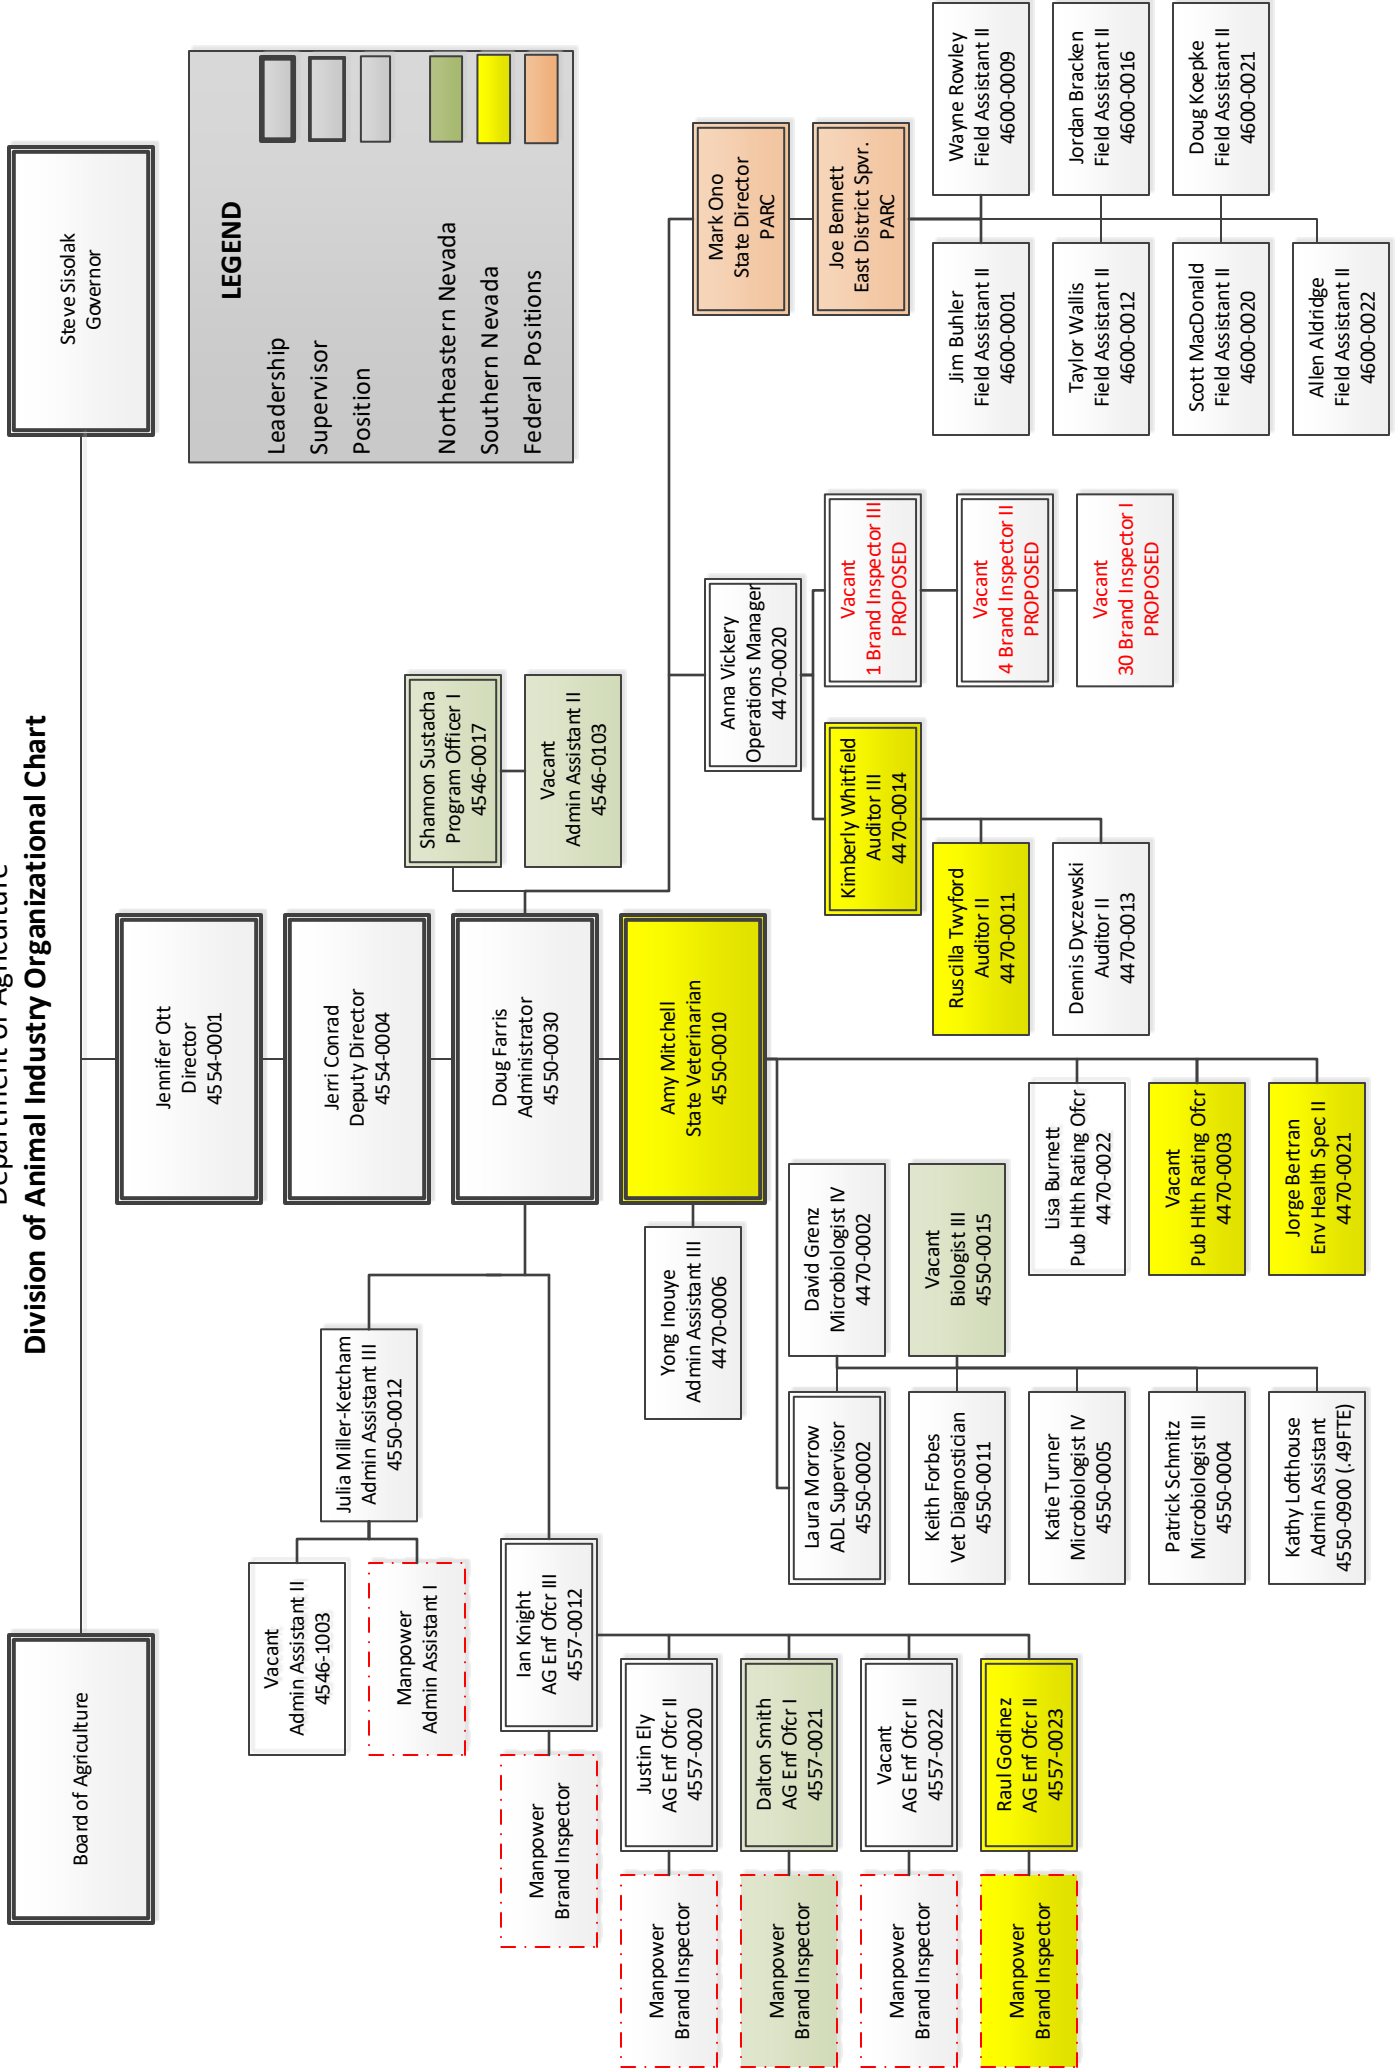 Department of Agriculture
Division of Animal Industry Organizational Chart
Board of Agriculture
Steve Sisolak
Governor
Jennifer Ott
Director
4554-0001
Jerri Conrad
Deputy Director
4554-0004
Doug Farris
Administrator
4550-0030
Amy Mitchell
State Veterinarian
4550-0010
LEGEND
Leadership
Supervisor
Position
Northeastern Nevada
Southern Nevada
Federal Positions
Vacant
Admin Assistant II
4546-1003
Manpower
Admin Assistant I
Julia Miller-Ketcham
Admin Assistant III
4550-0012
Ian Knight
AG Enf Ofcr III
4557-0012
Manpower
Brand Inspector
Justin Ely
AG Enf Ofcr II
4557-0020
Manpower
Brand Inspector
Dalton Smith
AG Enf Ofcr I
4557-0021
Manpower
Brand Inspector
Vacant
AG Enf Ofcr II
4557-0022
Manpower
Brand Inspector
Raul Godinez
AG Enf Ofcr II
4557-0023
Manpower
Brand Inspector
Yong Inouye
Admin Assistant III
4470-0006
Laura Morrow
ADL Supervisor
4550-0002
David Grenz
Microbiologist IV
4470-0002
Keith Forbes
Vet Diagnostician
4550-0011
Vacant
Biologist III
4550-0015
Katie Turner
Microbiologist IV
4550-0005
Patrick Schmitz
Microbiologist III
4550-0004
Kathy Lofthouse
Admin Assistant
4550-0900 (.49FTE)
Lisa Burnett
Pub Hlth Rating Ofcr
4470-0022
Vacant
Pub Hlth Rating Ofcr
4470-0003
Jorge Bertran
Env Health Spec II
4470-0021
Shannon Sustacha
Program Officer I
4546-0017
Vacant
Admin Assistant II
4546-0103
Anna Vickery
Operations Manager
4470-0020
Kimberly Whitfield
Auditor III
4470-0014
Ruscilla Twyford
Auditor II
4470-0011
Dennis Dyczewski
Auditor II
4470-0013
Vacant
1 Brand Inspector III
PROPOSED
Vacant
4 Brand Inspector II
PROPOSED
Vacant
30 Brand Inspector I
PROPOSED
Mark Ono
State Director
PARC
Joe Bennett
East District Spvr.
PARC
Jim Buhler
Field Assistant II
4600-0001
Wayne Rowley
Field Assistant II
4600-0009
Taylor Wallis
Field Assistant II
4600-0012
Jordan Bracken
Field Assistant II
4600-0016
Scott MacDonald
Field Assistant II
4600-0020
Doug Koepke
Field Assistant II
4600-0021
Allen Aldridge
Field Assistant II
4600-0022